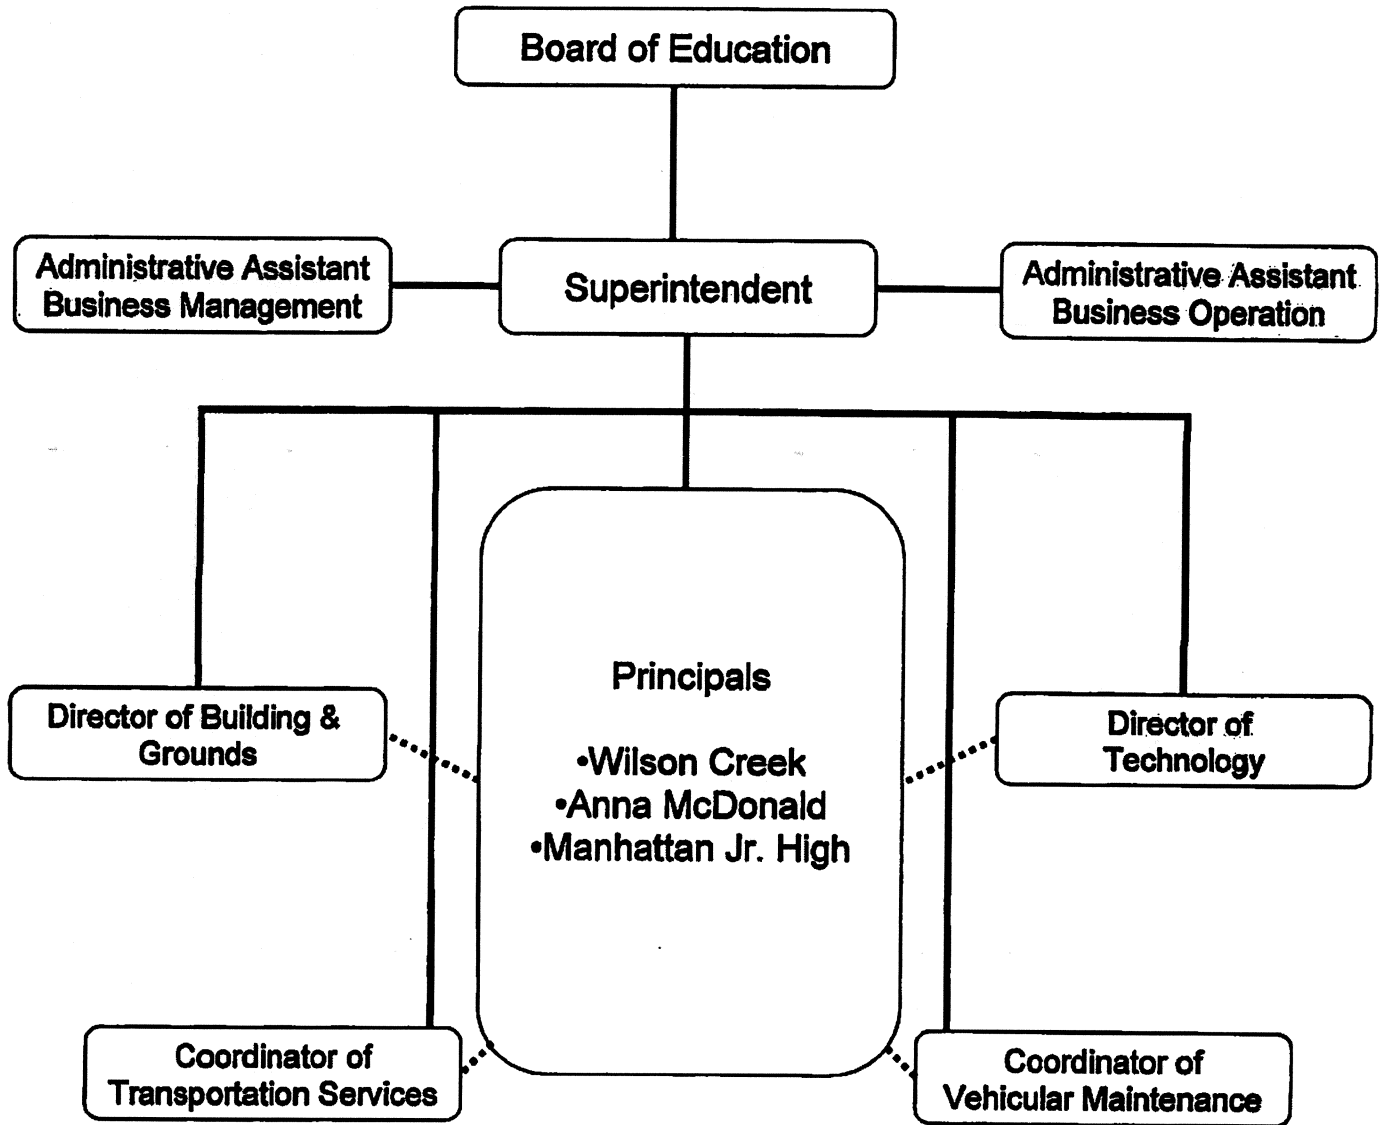 Board of Education
Administrative Assistant
Business Management
Superintendent
Administrative Assistant
Business Operation
Principals
•Wilson Creek
•Anna McDonald
•Manhattan Jr. High
Director of Building &
Grounds
Director of
Technology
Coordinator of
Transportation Services
Coordinator of
Vehicular Maintenance